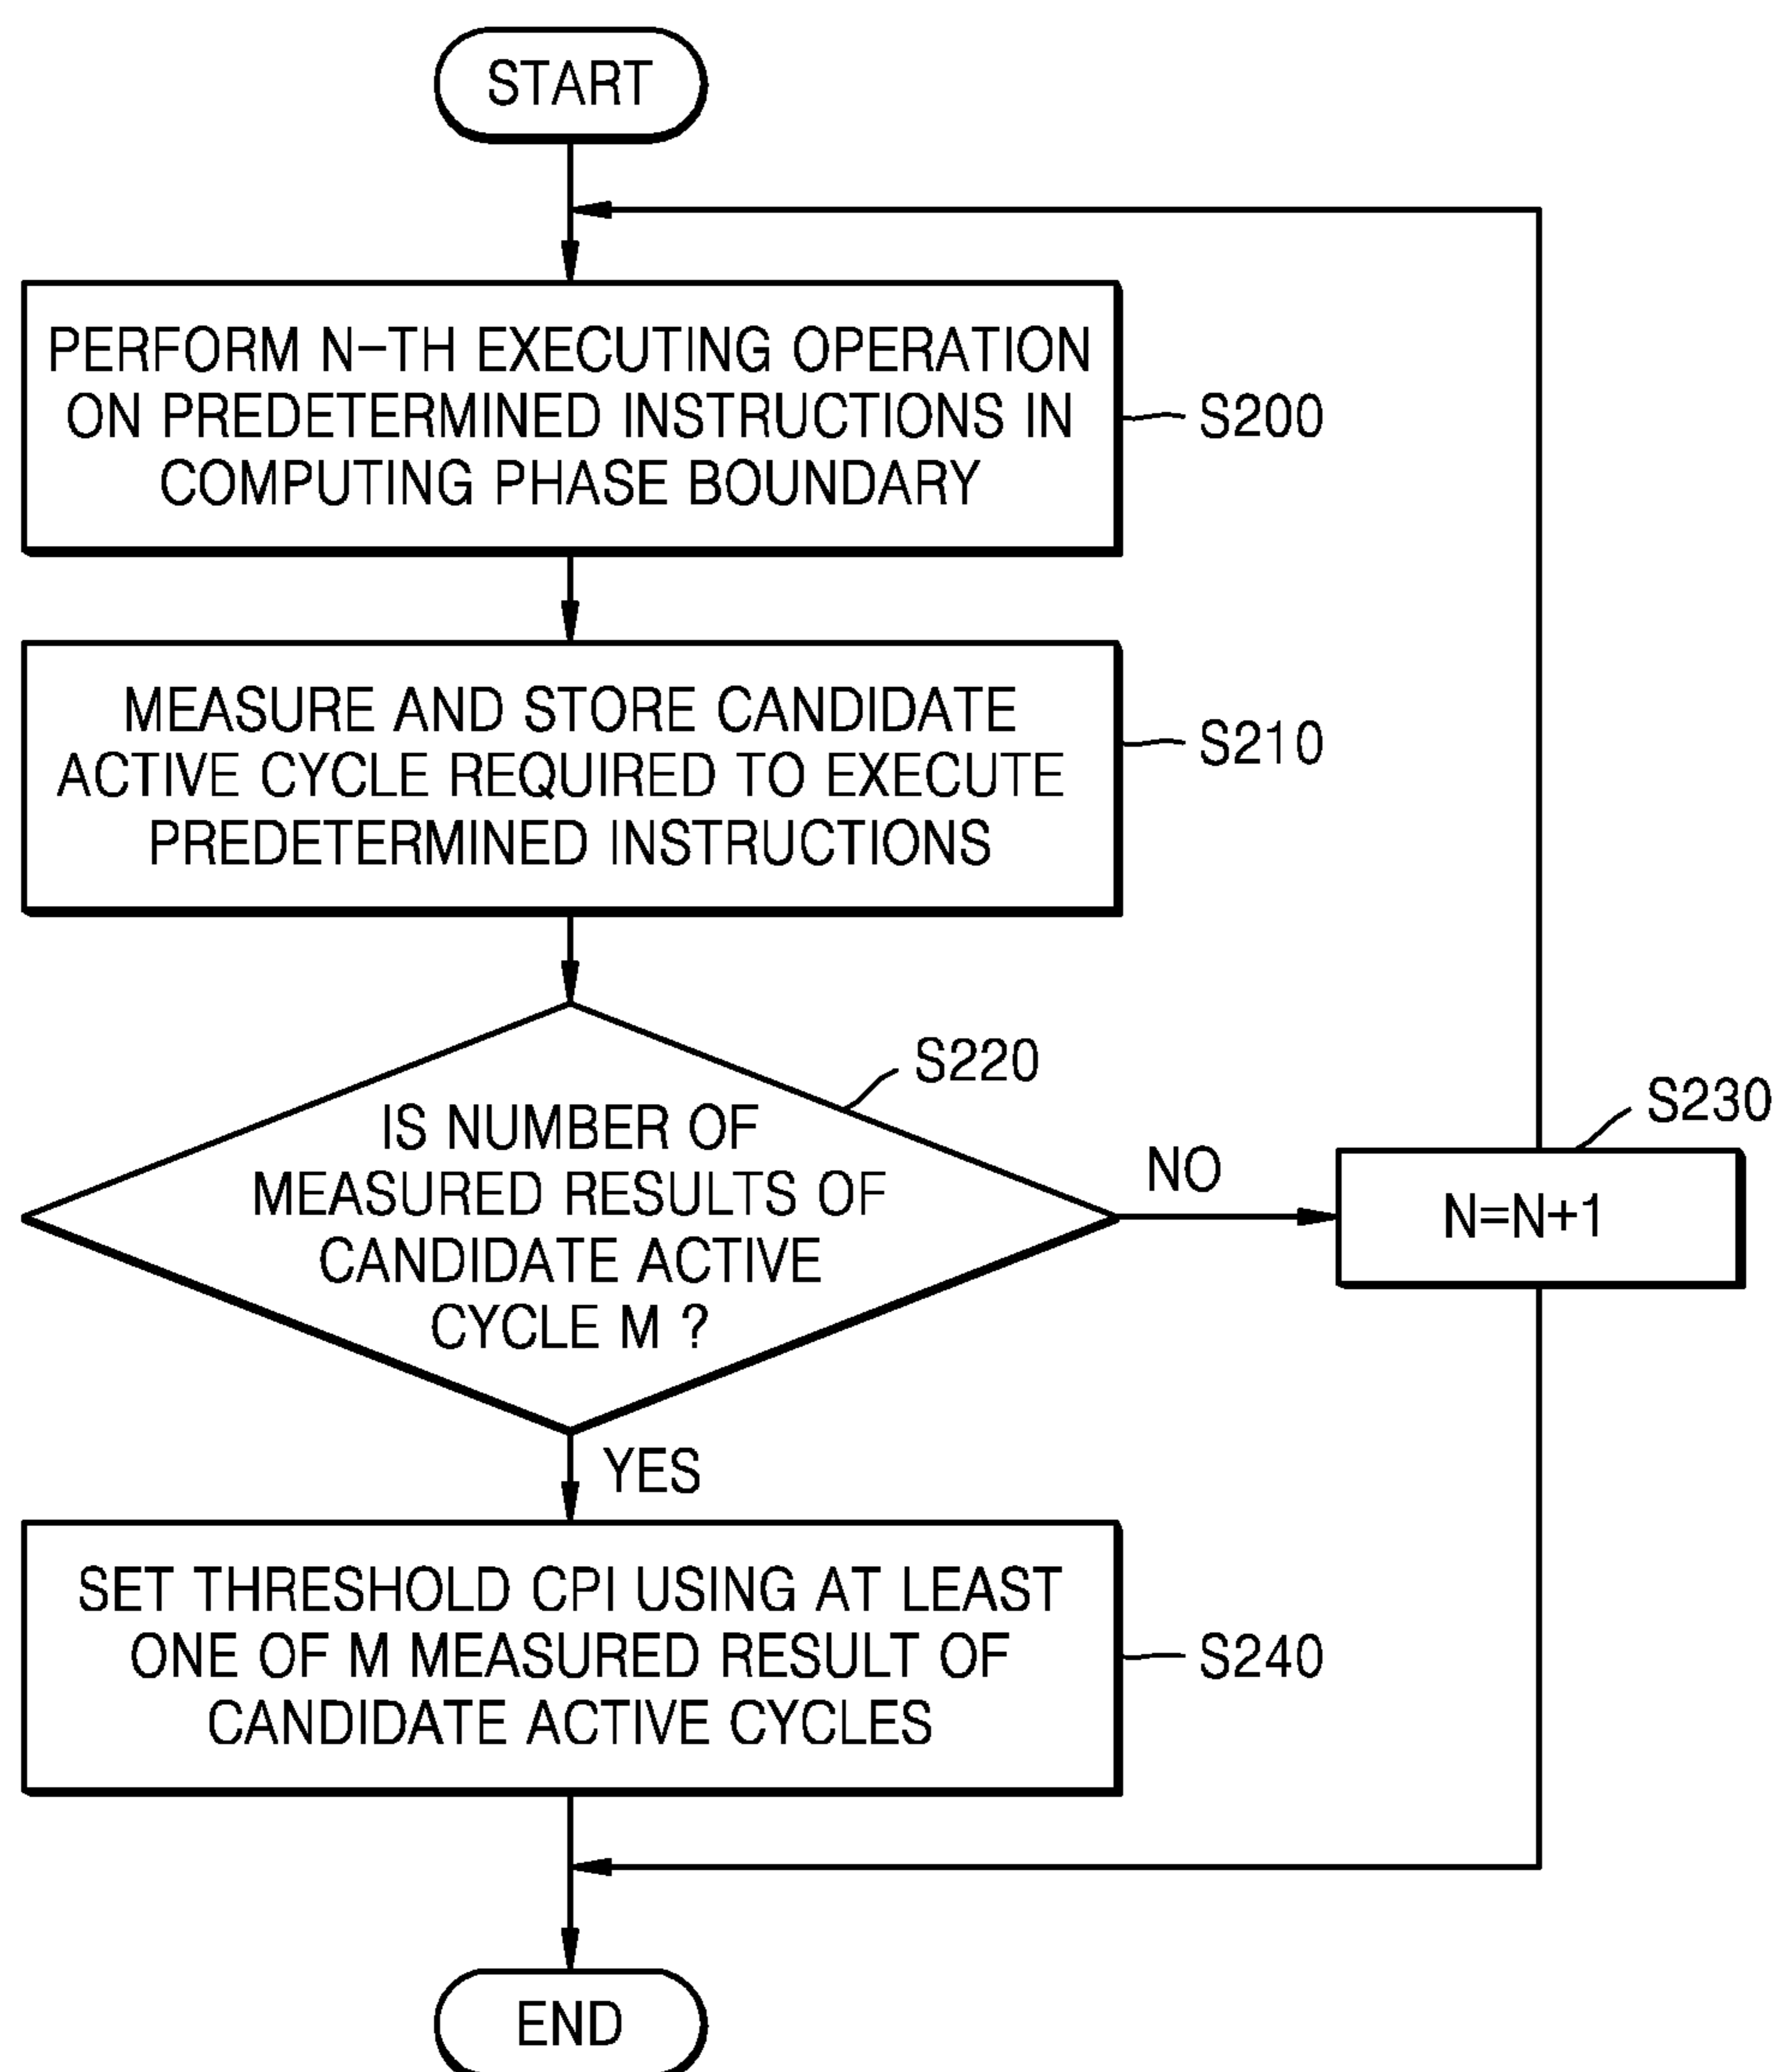 START
PERFORM N-TH EXECUTING OPERATION
ON PREDETERMINED INSTRUCTIONS IN
COMPUTING PHASE BOUNDARY
S200
MEASURE AND STORE CANDIDATE
ACTIVE CYCLE REQUIRED TO EXECUTE
PREDETERMINED INSTRUCTIONS
S210
S220
IS NUMBER OF
MEASURED RESULTS OF
CANDIDATE ACTIVE
CYCLE M ?
NO
S230
N=N+1
YES
SET THRESHOLD CPI USING AT LEAST
ONE OF M MEASURED RESULT OF
CANDIDATE ACTIVE CYCLES
S240
END